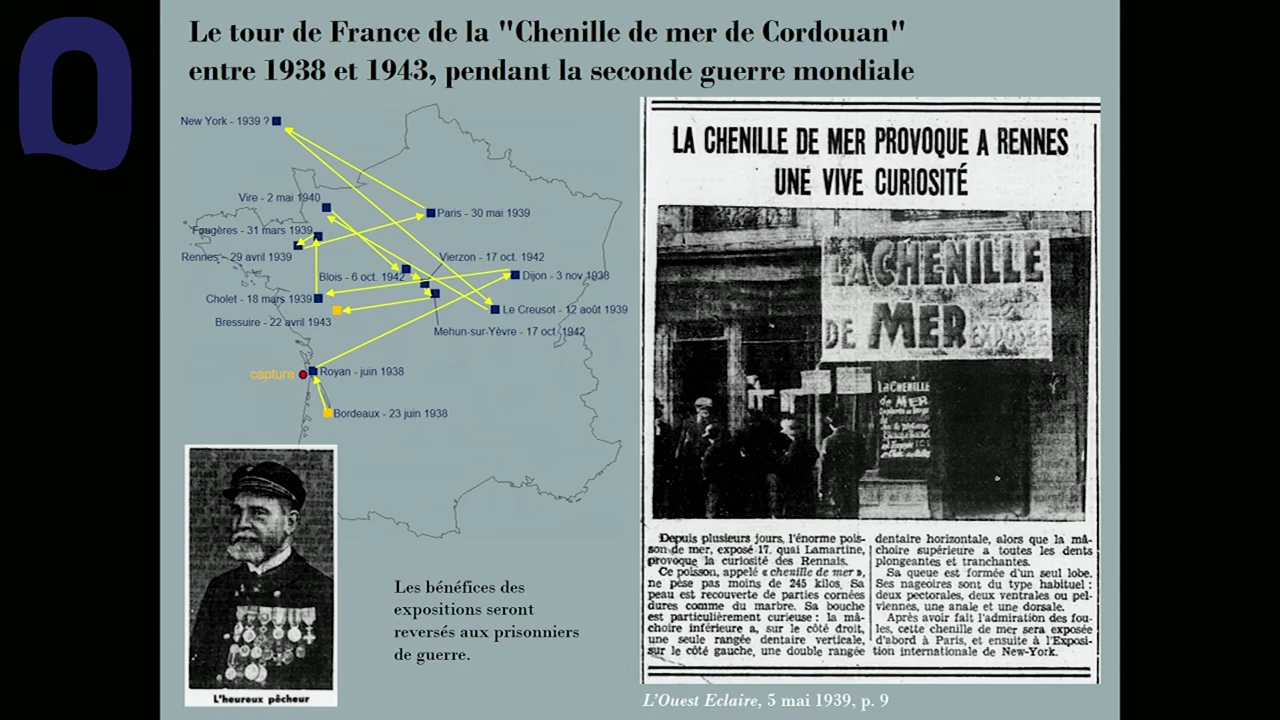 Le tour de France de la "Chenille de mer de Cordouan"
entre 1938 et 1943, pendant la seconde guerre mondiale
New York - 1939 ?
Vire - 2 mai 1940
Paris - 30 mai 1939
Fougères - 31 mars 1939
Rennes - 29 avril 1939
Vierzon - 17 oct. 1942
Blois - 6 oct. 1942
Dijon - 3 nov 1938
Cholet - 18 mars 1939
Le Creusot - 12 août 1939
Bressuire - 22 avril 1943
Mehun-sur-Yèvre - 17 oct. 1942
capture
Royan - juin 1938
Bordeaux - 23 juin 1938
L'heureux pêcheur
Les bénéfices des
expositions seront
reversés aux prisonniers
de guerre.
LA CHENILLE DE MER PROVOQUE A RENNES
UNE VIVE CURIOSITÉ
LA CHENILLE
DE MER EXPOSÉE
La CHENILLE
de MER
Depuis plusieurs jours, l'énorme pois-
son de mer, exposé 17, quai Lamartine,
provoque la curiosité des Rennais.
Ce poisson, appelé « chenille de mer »,
ne pèse pas moins de 245 kilos. Sa
peau est recouverte de parties cornées
dures comme du marbre. Sa bouche
est particulièrement curieuse : la mâ-
choire inférieure a, sur le côté droit,
une seule rangée dentaire verticale,
sur le côté gauche, une double rangée
dentaire horizontale, alors que la mâ-
choire supérieure a toutes les dents
plongeantes et tranchantes.
Sa queue est formée d'un seul lobe.
Ses nageoires sont du type habituel :
deux pectorales, deux ventrales ou pel-
viennes, une anale et une dorsale.
Après avoir fait l'admiration des fou-
les, cette chenille de mer sera exposée
d'abord à Paris, et ensuite à l'Exposi-
tion internationale de New-York.
L'Ouest Eclaire, 5 mai 1939, p. 9